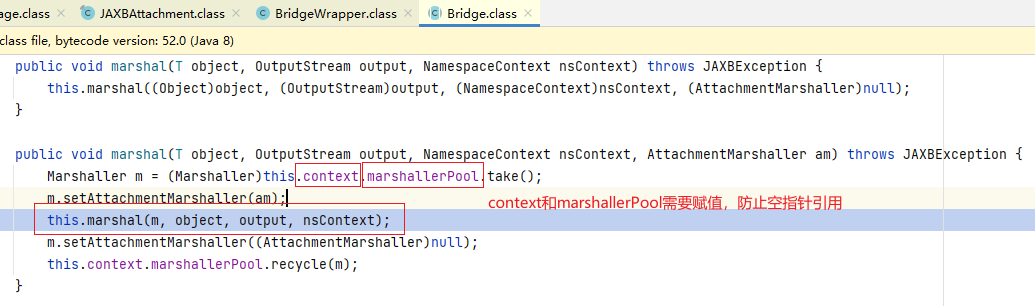 age.class × JAXBAttachment.class × BridgeWrapper.class × Bridge.class ×
class file, bytecode version: 52.0 (Java 8)
public void marshal(T object, OutputStream output, NamespaceContext nsContext) throws JAXBException {
this.marshal((Object)object, (OutputStream)output, (NamespaceContext)nsContext, (AttachmentMarshaller)null);
}
public void marshal(T object, OutputStream output, NamespaceContext nsContext, AttachmentMarshaller am) throws JAXBException {
Marshaller m = (Marshaller)this.context.marshallerPool.take();
m.setAttachmentMarshaller(am);
context和marshallerPool需要赋值，防止空指针引用
this.marshal(m, object, output, nsContext);
m.setAttachmentMarshaller((AttachmentMarshaller)null);
this.context.marshallerPool.recycle(m);
}